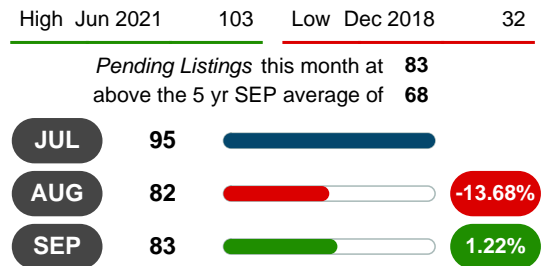 High Jun 2021 103 Low Dec 2018 32
Pending Listings this month at 83
above the 5 yr SEP average of 68
JUL 95
AUG 82 -13.68%
SEP 83 1.22%